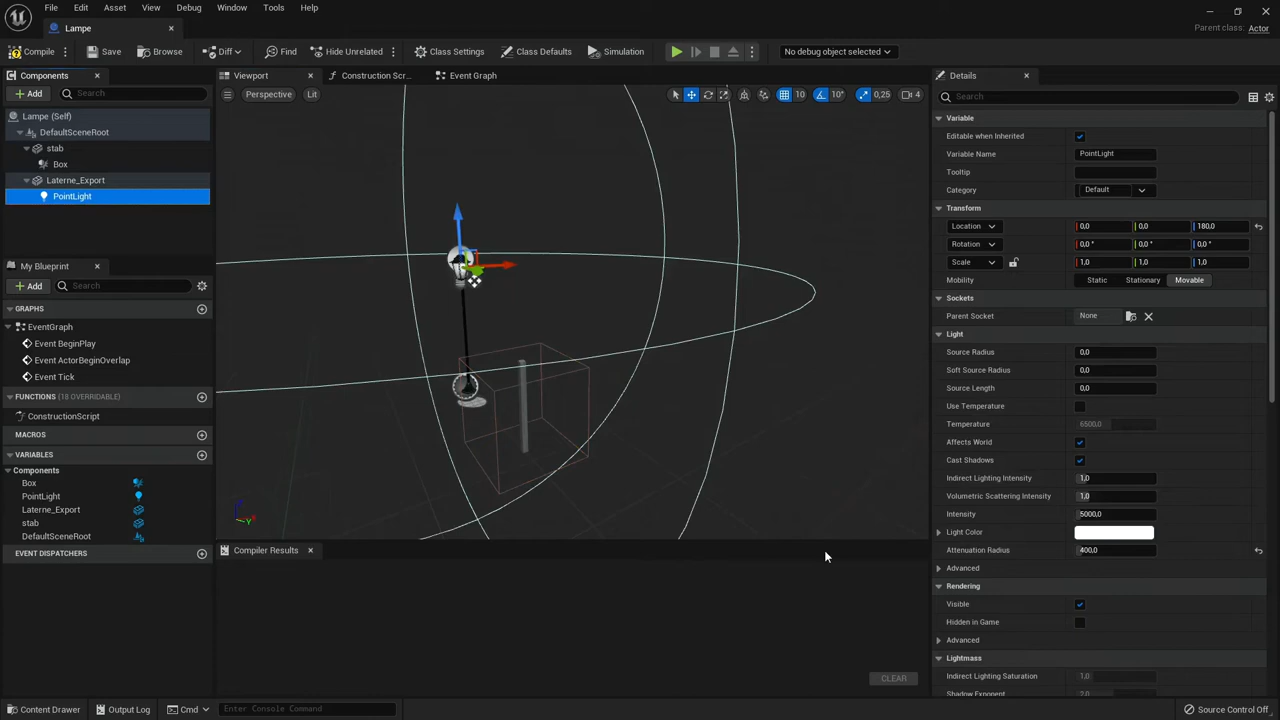 File Edit Asset View Debug Window Tools Help
Lampe
Parent class: Actor
Compile Save Browse Diff Find Hide Unrelated Class Settings Class Defaults Simulation No debug object selected
Components
Add Search
Lampe (Self)
DefaultSceneRoot
stab
Box
Laterne_Export
PointLight
My Blueprint
Add Search
GRAPHS
EventGraph
Event BeginPlay
Event ActorBeginOverlap
Event Tick
FUNCTIONS (18 OVERRIDABLE)
ConstructionScript
MACROS
VARIABLES
Components
Box
PointLight
Laterne_Export
stab
DefaultSceneRoot
EVENT DISPATCHERS
Viewport Construction Scr... Event Graph
Perspective Lit 10 10° 0,25 4
Compiler Results
CLEAR
Details
Search
Variable
Editable when Inherited
Variable Name PointLight
Tooltip
Category Default
Transform
Location 0,0 0,0 180,0
Rotation 0,0 ° 0,0 ° 0,0 °
Scale 1,0 1,0 1,0
Mobility Static Stationary Movable
Sockets
Parent Socket None
Light
Source Radius 0,0
Soft Source Radius 0,0
Source Length 0,0
Use Temperature
Temperature 6500,0
Affects World
Cast Shadows
Indirect Lighting Intensity 1,0
Volumetric Scattering Intensity 1,0
Intensity 5000,0
Light Color
Attenuation Radius 400,0
Advanced
Rendering
Visible
Hidden in Game
Advanced
Lightmass
Indirect Lighting Saturation 1,0
Shadow Exponent 2,0
Content Drawer Output Log Cmd Enter Console Command Source Control Off